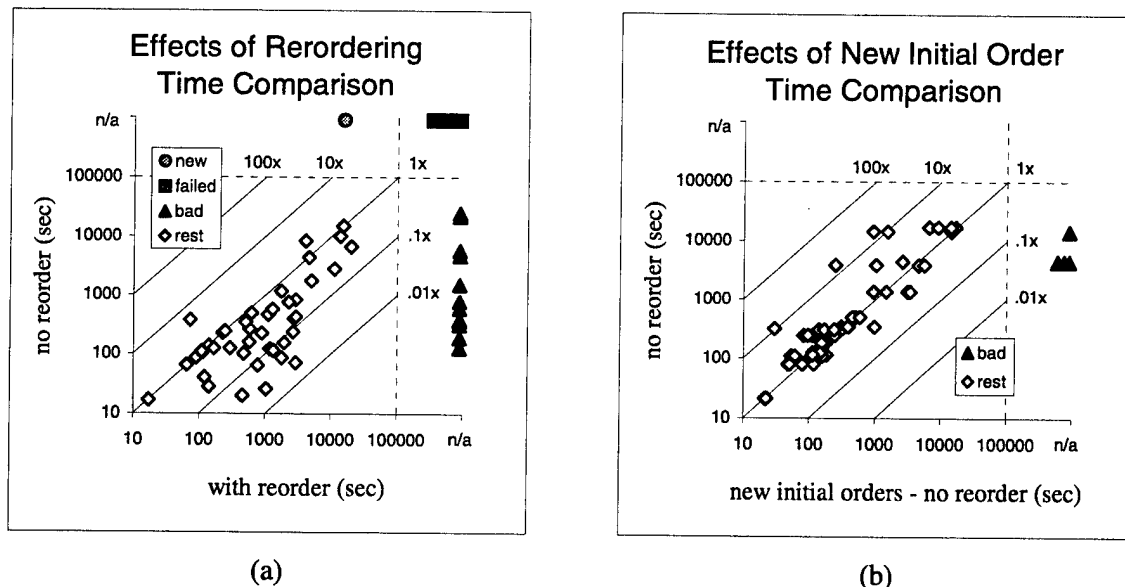 Effects of Rerordering
Time Comparison
n/a
new
failed
bad
rest
100x
10x
1x
100000
10000
.1x
1000
.01x
100
10
no reorder (sec)
10
100
1000
10000
100000
n/a
with reorder (sec)
(a)
Effects of New Initial Order
Time Comparison
n/a
100x
10x
1x
100000
10000
.1x
1000
.01x
bad
rest
100
10
no reorder (sec)
10
100
1000
10000
100000
n/a
new initial orders - no reorder (sec)
(b)